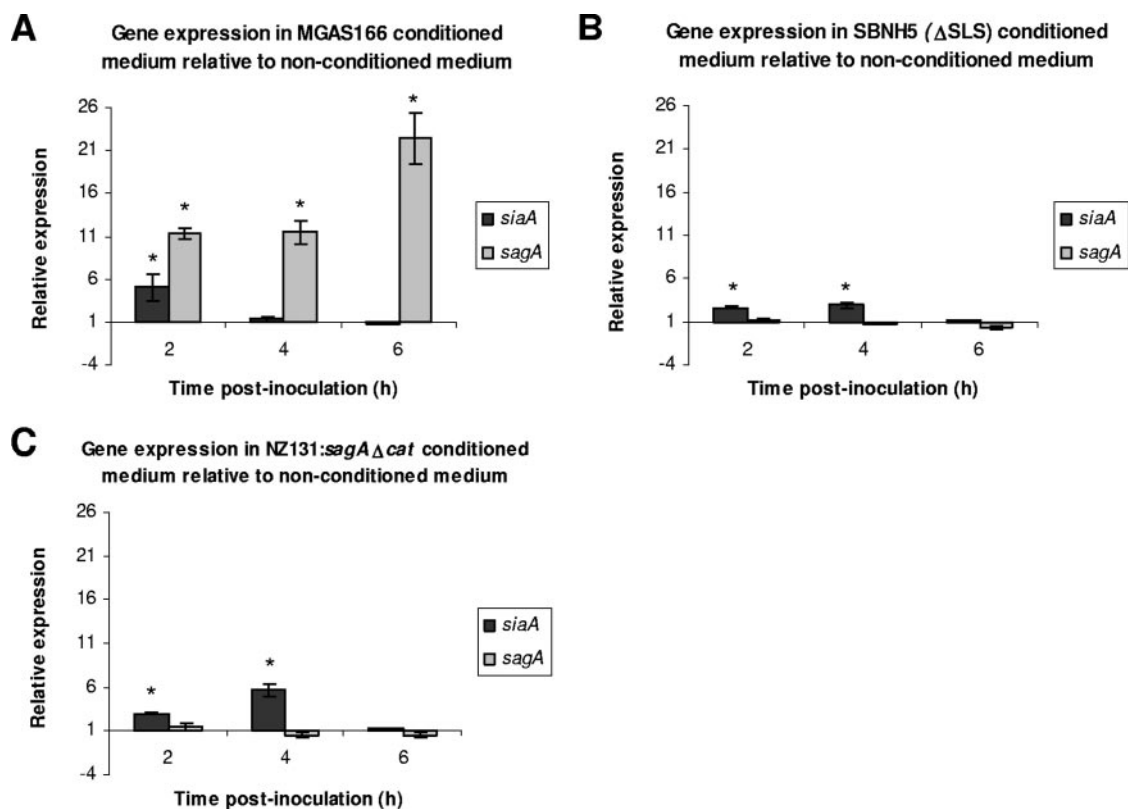 A
Gene expression in MGAS166 conditioned
medium relative to non-conditioned medium
26
21
16
11
6
1
-4
Relative expression
* * * *
2 4 6
Time post-inoculation (h)
siaA
sagA
B
Gene expression in SBNH5 (ΔSLS) conditioned
medium relative to non-conditioned medium
26
21
16
11
6
1
-4
Relative expression
* *
2 4 6
Time post-inoculation (h)
siaA
sagA
C
Gene expression in NZ131:sagAΔcat conditioned
medium relative to non-conditioned medium
26
21
16
11
6
1
-4
Relative expression
* *
2 4 6
Time post-inoculation (h)
siaA
sagA